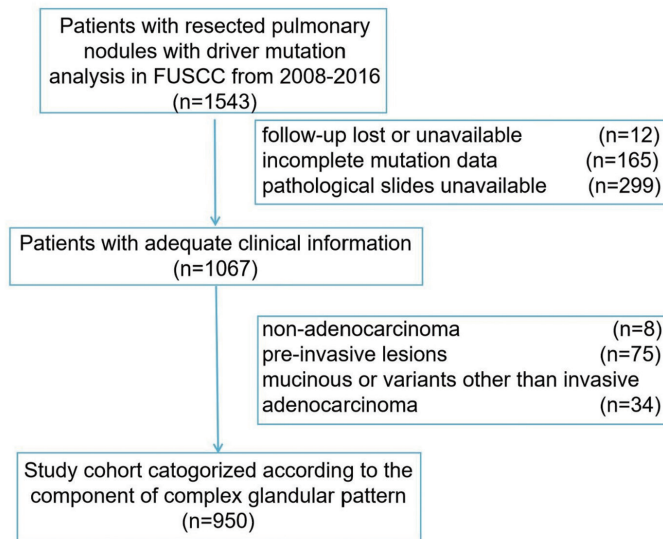 Patients with resected pulmonary
nodules with driver mutation
analysis in FUSCC from 2008-2016
(n=1543)
follow-up lost or unavailable (n=12)
incomplete mutation data (n=165)
pathological slides unavailable (n=299)
Patients with adequate clinical information
(n=1067)
non-adenocarcinoma (n=8)
pre-invasive lesions (n=75)
mucinous or variants other than invasive
adenocarcinoma (n=34)
Study cohort catogorized according to the
component of complex glandular pattern
(n=950)